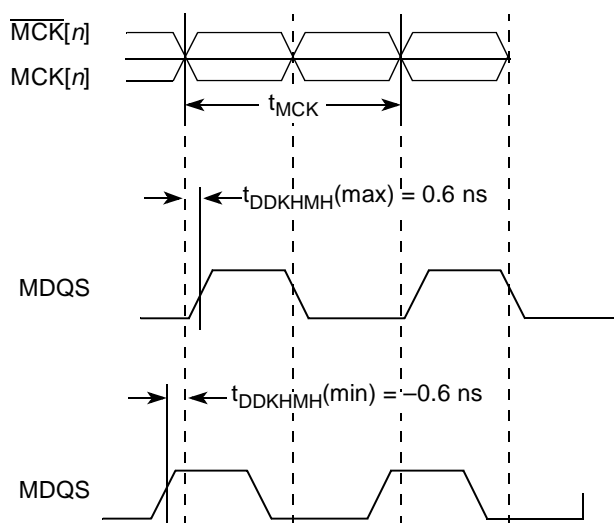 MCK[n]
MCK[n]
tMCK
tDDKHMH(max) = 0.6 ns
MDQS
tDDKHMH(min) = –0.6 ns
MDQS